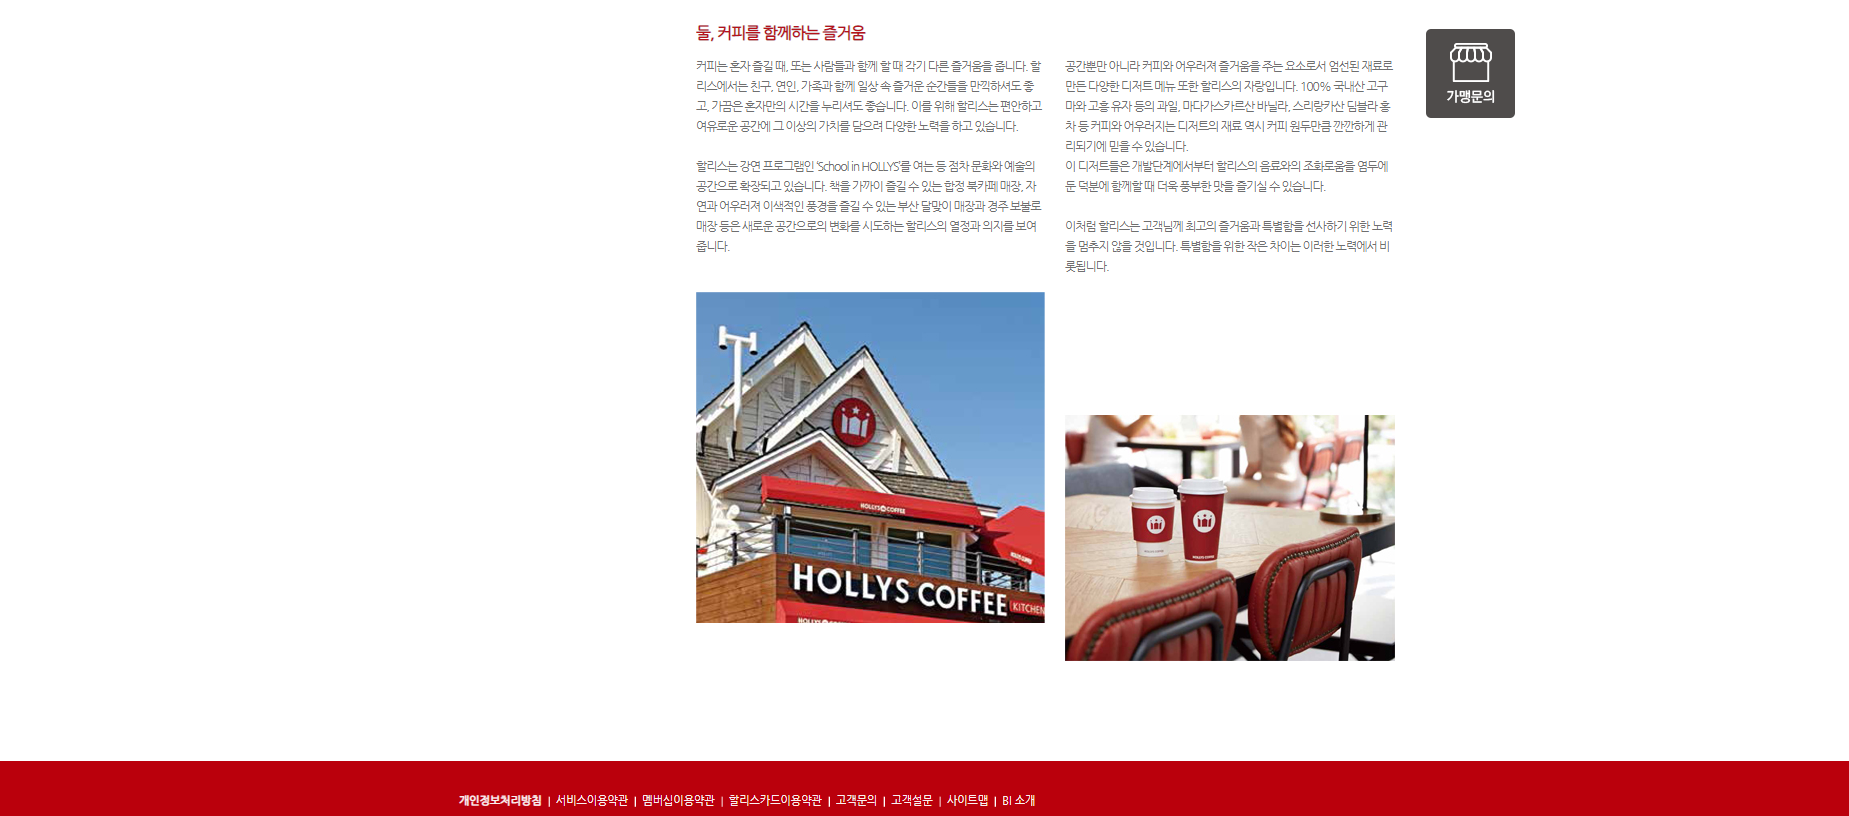 둘, 커피를 함께하는 즐거움
커피는 혼자 즐길 때, 또는 사람들과 함께 할 때 각기 다른 즐거움을 줍니다. 할
리스에서는 친구, 연인, 가족과 함께 일상 속 즐거운 순간들을 만끽하셔도 좋
고, 가끔은 혼자만의 시간을 누리셔도 좋습니다. 이를 위해 할리스는 편안하고
여유로운 공간에 그 이상의 가치를 담으려 다양한 노력을 하고 있습니다.
할리스는 강연 프로그램인 ‘School in HOLLYS’를 여는 등 점차 문화와 예술의
공간으로 확장되고 있습니다. 책을 가까이 즐길 수 있는 합정 북카페 매장, 자
연과 어우러져 이색적인 풍경을 즐길 수 있는 부산 달맞이 매장과 경주 보불로
매장 등은 새로운 공간으로의 변화를 시도하는 할리스의 열정과 의지를 보여
줍니다.
공간뿐만 아니라 커피와 어우러져 즐거움을 주는 요소로서 엄선된 재료로
만든 다양한 디저트 메뉴 또한 할리스의 자랑입니다. 100% 국내산 고구
마와 고흥 유자 등의 과일, 마다가스카르산 바닐라, 스리랑카산 딤블라 홍
차 등 커피와 어우러지는 디저트의 재료 역시 커피 원두만큼 깐깐하게 관
리되기에 믿을 수 있습니다.
이 디저트들은 개발단계에서부터 할리스의 음료와의 조화로움을 염두에
둔 덕분에 함께할 때 더욱 풍부한 맛을 즐기실 수 있습니다.
이처럼 할리스는 고객님께 최고의 즐거움과 특별함을 선사하기 위한 노력
을 멈추지 않을 것입니다. 특별함을 위한 작은 차이는 이러한 노력에서 비
롯됩니다.
가맹문의
HOLLYS COFFEE
HOLLYS COFFEE
HOLLYS COFFEE KITCHEN
HOLLYS COFFEE
HOLLYS COFFEE
개인정보처리방침 | 서비스이용약관 | 멤버십이용약관 | 할리스카드이용약관 | 고객문의 | 고객설문 | 사이트맵 | BI 소개